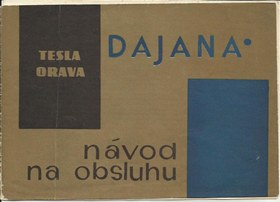 TESLA
ORAVA
DAJANA
návod
na obsluhu